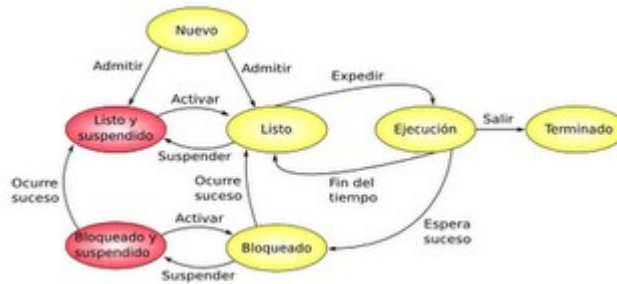 Nuevo
Admitir
Admitir
Expedir
Activar
Listo y
suspendido
Listo
Ejecución
Salir
Terminado
Suspender
Ocurre
suceso
Ocurre
suceso
Fin del
tiempo
Espera
suceso
Activar
Bloqueado y
suspendido
Bloqueado
Suspender